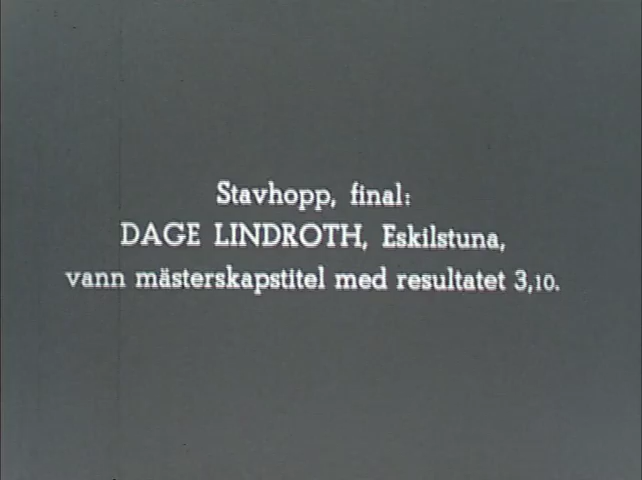 Stavhopp, final:
DAGE LINDROTH, Eskilstuna,
vann mästerskapstitel med resultatet 3,10.